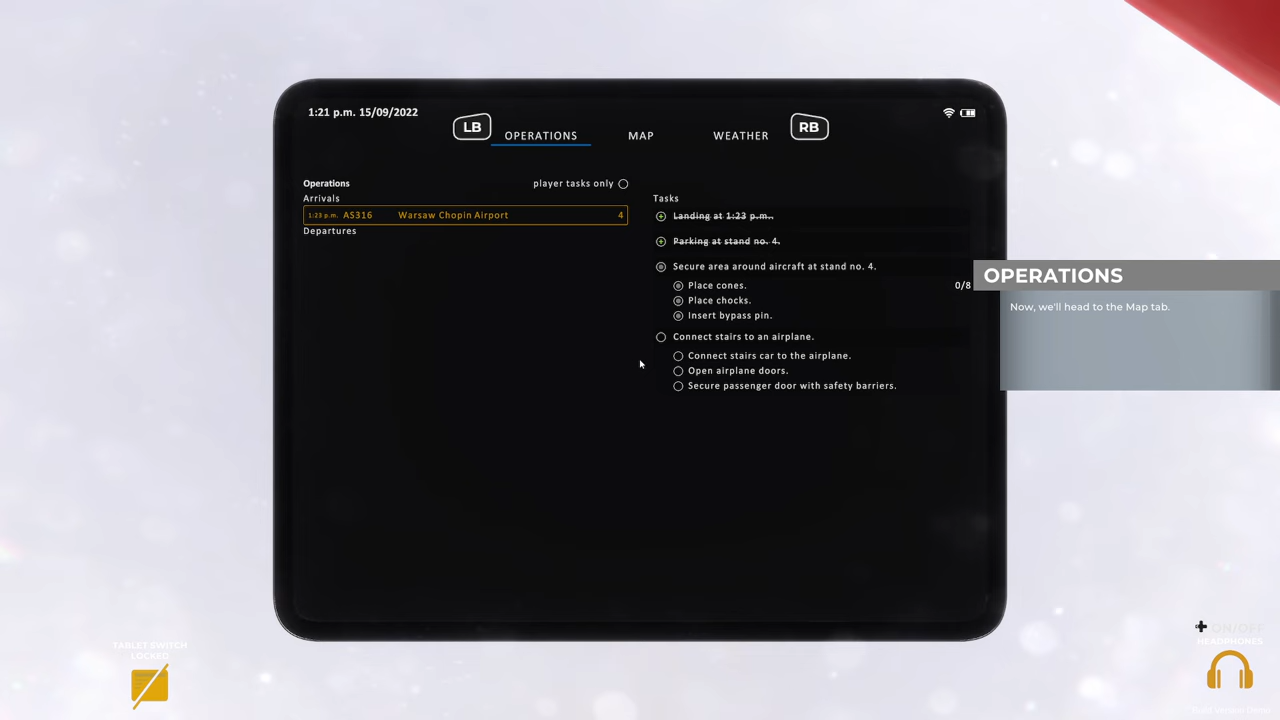 1:21 p.m. 15/09/2022
LB
OPERATIONS
MAP
WEATHER
RB
Operations
player tasks only
Arrivals
1:23 p.m. AS316 Warsaw Chopin Airport 4
Departures
Tasks
Landing at 1:23 p.m..
Parking at stand no. 4.
Secure area around aircraft at stand no. 4.
Place cones. 0/8
Place chocks.
Insert bypass pin.
Connect stairs to an airplane.
Connect stairs car to the airplane.
Open airplane doors.
Secure passenger door with safety barriers.
OPERATIONS
Now, we'll head to the Map tab.
TABLET SWITCH
LOCKED
ON/OFF
HEADPHONES